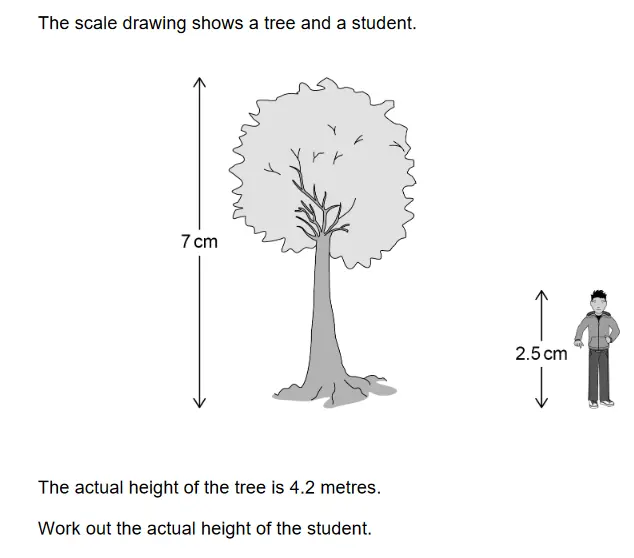 The scale drawing shows a tree and a student.
7 cm
2.5 cm
The actual height of the tree is 4.2 metres.
Work out the actual height of the student.